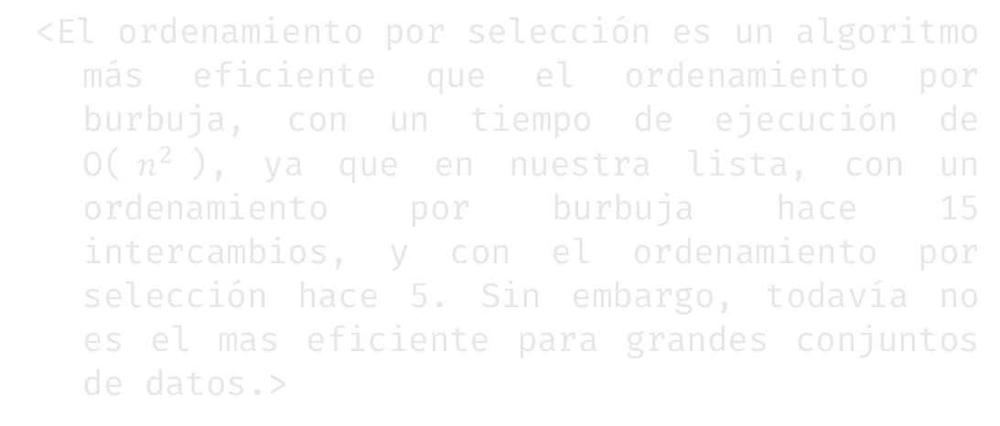 <El ordenamiento por selección es un algoritmo
más eficiente que el ordenamiento por
burbuja, con un tiempo de ejecución de
O( n² ), ya que en nuestra lista, con un
ordenamiento por burbuja hace 15
intercambios, y con el ordenamiento por
selección hace 5. Sin embargo, todavía no
es el mas eficiente para grandes conjuntos
de datos.>